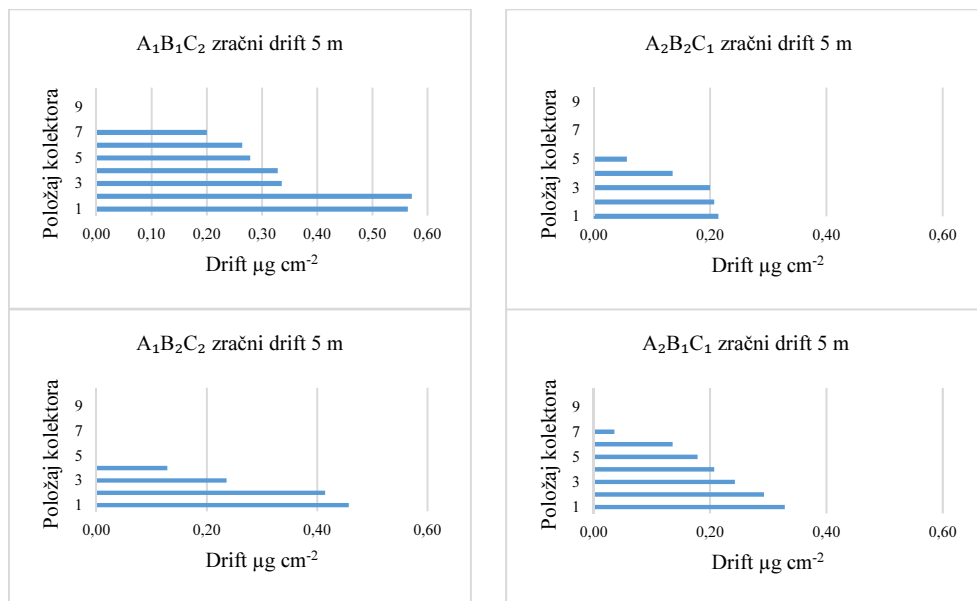 A₁B₁C₂ zračni drift 5 m
Položaj kolektora
9
7
5
3
1
0,00 0,10 0,20 0,30 0,40 0,50 0,60
Drift µg cm⁻²
A₂B₂C₁ zračni drift 5 m
Položaj kolektora
9
7
5
3
1
0,00 0,20 0,40 0,60
Drift µg cm⁻²
A₁B₂C₂ zračni drift 5 m
Položaj kolektora
9
7
5
3
1
0,00 0,20 0,40 0,60
Drift µg cm⁻²
A₂B₁C₁ zračni drift 5 m
Položaj kolektora
9
7
5
3
1
0,00 0,20 0,40 0,60
Drift µg cm⁻²